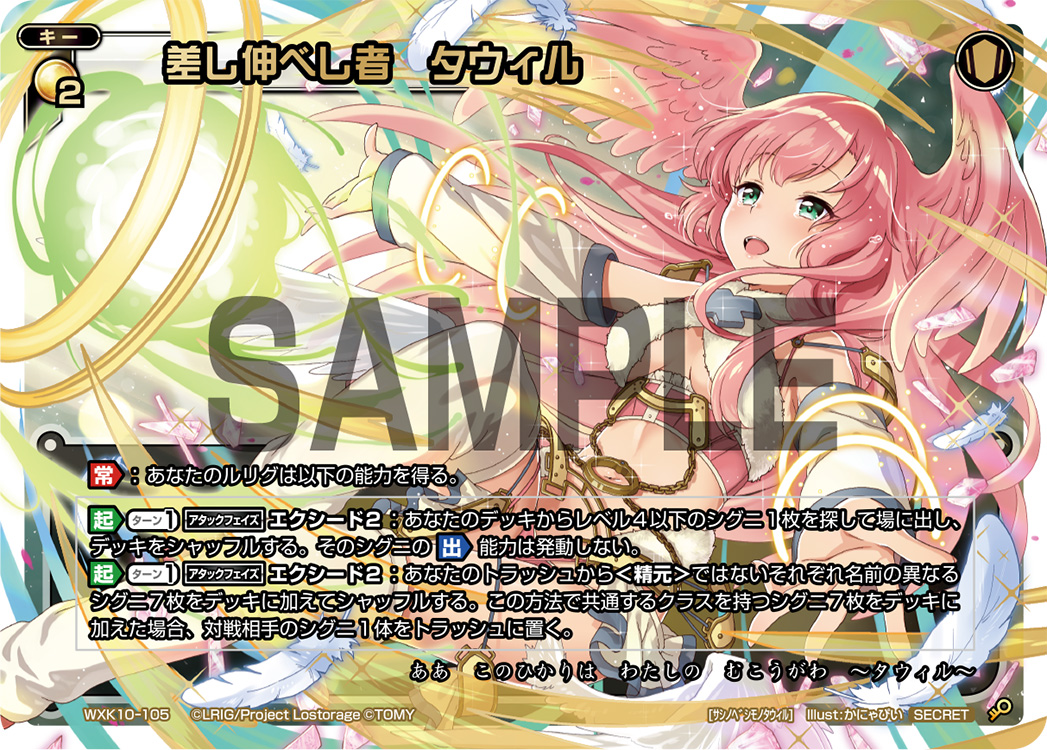 キー
差し伸べし者　タウィル
2
SAMPLE
常：あなたのルリグは以下の能力を得る。
起 ターン1 アタックフェイズ エクシード2：あなたのデッキからレベル4以下のシグニ1枚を探して場に出し、
デッキをシャッフルする。そのシグニの 出 能力は発動しない。
起 ターン1 アタックフェイズ エクシード2：あなたのトラッシュから＜精元＞ではないそれぞれ名前の異なる
シグニ7枚をデッキに加えてシャッフルする。この方法で共通するクラスを持つシグニ7枚をデッキに
加えた場合、対戦相手のシグニ1体をトラッシュに置く。
ああ　このひかりは　わたしの　むこうがわ　～タウィル～
WXK10-105 ©LRIG/Project Lostorage ©TOMY [サシノベシモノタウィル] Illust:かにゃぴぃ SECRET